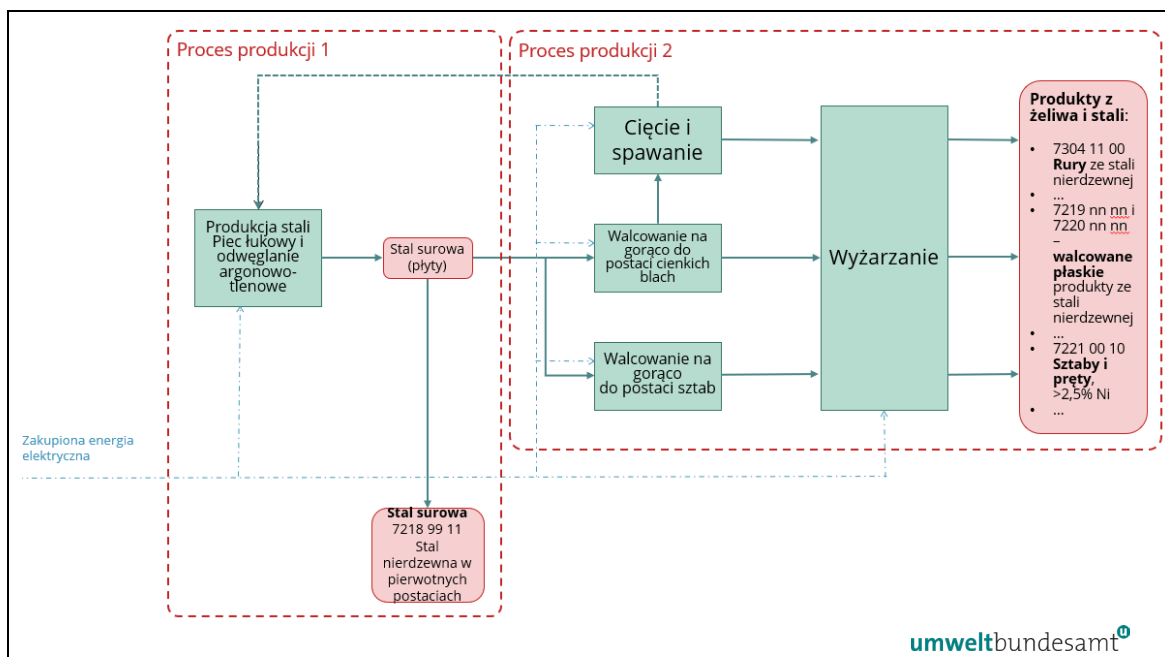 Proces produkcji 1
Proces produkcji 2
Produkcja stali
Piec łukowy i
odwęglanie
argonowo-
tlenowe
Stal surowa
(płyty)
Cięcie i
spawanie
Walcowanie na
gorąco do
postaci cienkich
blach
Walcowanie na
gorąco
do postaci sztab
Wyżarzanie
Produkty z
żeliwa i stali:
• 7304 11 00
Rury ze stali
nierdzewnej
• ...
• 7219 nn nn i
7220 nn nn
–
walcowane
płaskie
produkty ze
stali
nierdzewnej
• ...
• 7221 00 10
Sztaby i
pręty,
>2,5% Ni
• ...
Zakupiona energia
elektryczna
Stal surowa
7218 99 11
Stal
nierdzewna w
pierwotnych
postaciach
umweltbundesamt u